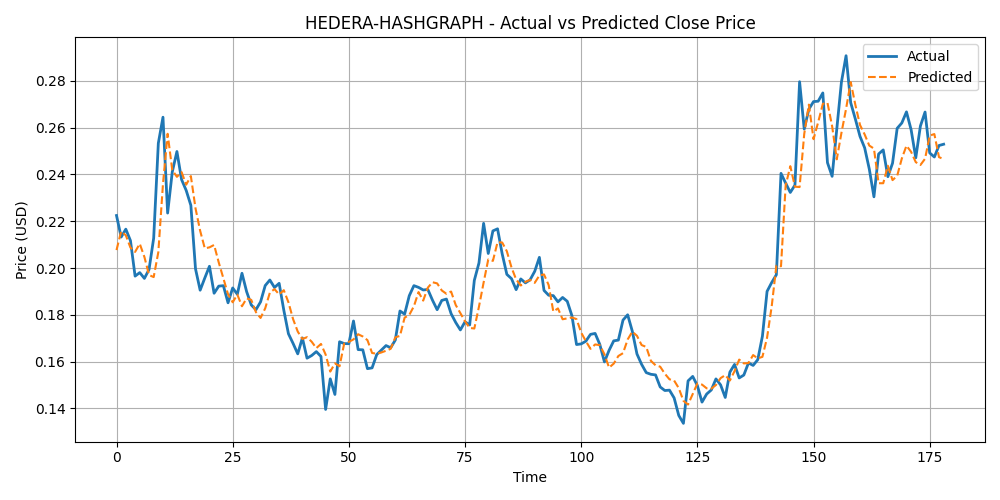 HEDERA-HASHGRAPH - Actual vs Predicted Close Price
Actual
Predicted
Price (USD)
0.28
0.26
0.24
0.22
0.20
0.18
0.16
0.14
0 25 50 75 100 125 150 175
Time